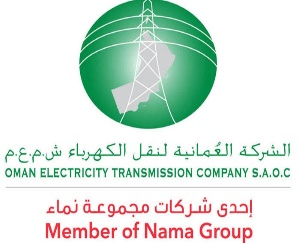 الشركة العُمانية لنقل الكهرباء ش.م.ع.م
OMAN ELECTRICITY TRANSMISSION COMPANY S.A.O.C
إحدى شركات مجموعة نماء
Member of Nama Group